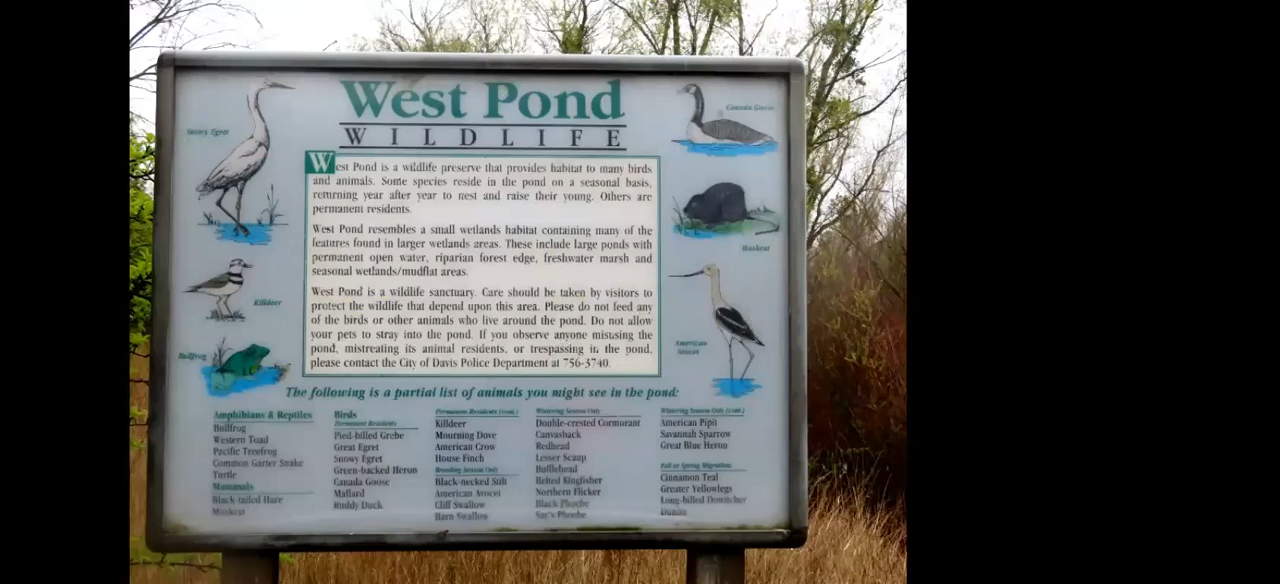 West Pond
WILDLIFE
Snowy Egret
Canada Goose
West Pond is a wildlife preserve that provides habitat to many birds
and animals. Some species reside in the pond on a seasonal basis,
returning year after year to nest and raise their young. Others are
permanent residents.
Muskrat
West Pond resembles a small wetlands habitat containing many of the
features found in larger wetlands areas. These include large ponds with
permanent open water, riparian forest edge, freshwater marsh and
seasonal wetlands/mudflat areas.
Killdeer
West Pond is a wildlife sanctuary. Care should be taken by visitors to
protect the wildlife that depend upon this area. Please do not feed any
of the birds or other animals who live around the pond. Do not allow
your pets to stray into the pond. If you observe anyone misusing the
pond, mistreating its animal residents, or trespassing in the pond,
please contact the City of Davis Police Department at 756-3740.
American
Avocet
Bullfrog
The following is a partial list of animals you might see in the pond:
Amphibians & Reptiles
Bullfrog
Western Toad
Pacific Treefrog
Common Garter Snake
Turtle
Mammals
Black-tailed Hare
Muskrat
Birds
Permanent Residents
Pied-billed Grebe
Great Egret
Snowy Egret
Green-backed Heron
Canada Goose
Mallard
Ruddy Duck
Permanent Residents (cont.)
Killdeer
Mourning Dove
American Crow
House Finch
Breeding Season Only
Black-necked Stilt
American Avocet
Cliff Swallow
Barn Swallow
Wintering Season Only
Double-crested Cormorant
Canvasback
Redhead
Lesser Scaup
Bufflehead
Belted Kingfisher
Northern Flicker
Black Phoebe
Say's Phoebe
Wintering Season Only (cont.)
American Pipit
Savannah Sparrow
Great Blue Heron
Fall or Spring Migration
Cinnamon Teal
Greater Yellowlegs
Long-billed Dowitcher
Dunlin